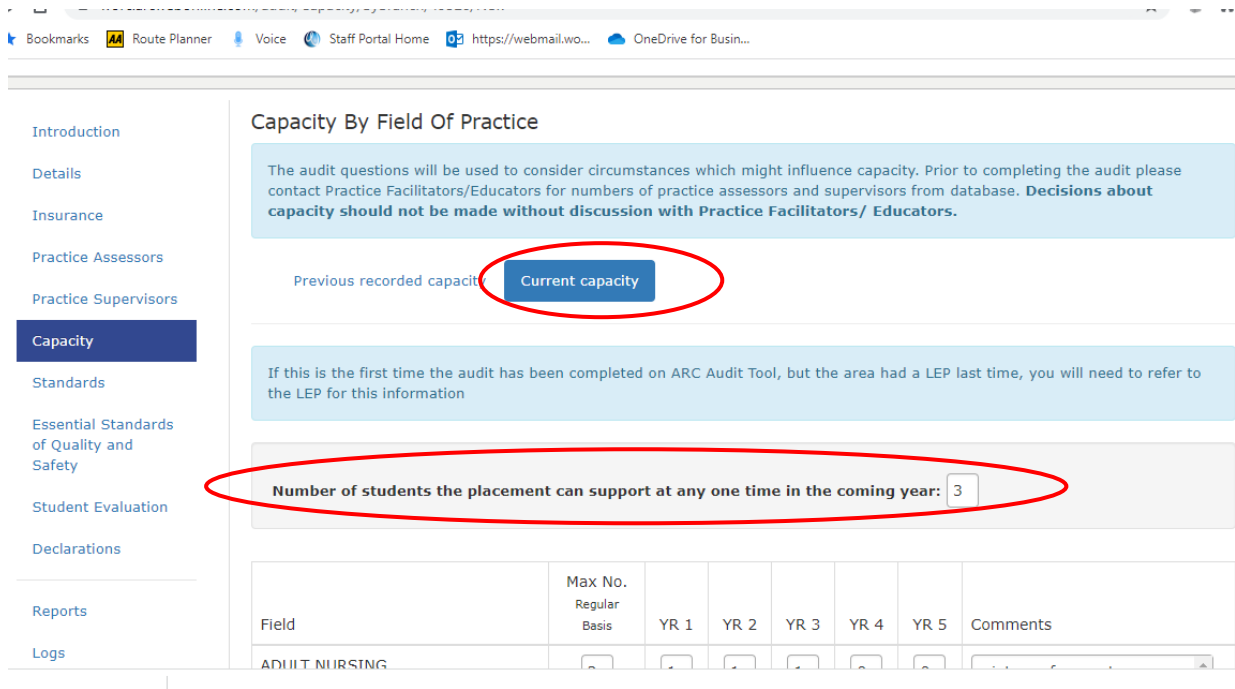 Bookmarks AA Route Planner Voice Staff Portal Home https://webmail.wo... OneDrive for Busin...
Introduction
Details
Insurance
Practice Assessors
Practice Supervisors
Capacity
Standards
Essential Standards
of Quality and
Safety
Student Evaluation
Declarations
Reports
Logs
Capacity By Field Of Practice
The audit questions will be used to consider circumstances which might influence capacity. Prior to completing the audit please
contact Practice Facilitators/Educators for numbers of practice assessors and supervisors from database. Decisions about
capacity should not be made without discussion with Practice Facilitators/ Educators.
Previous recorded capacity Current capacity
If this is the first time the audit has been completed on ARC Audit Tool, but the area had a LEP last time, you will need to refer to
the LEP for this information
Number of students the placement can support at any one time in the coming year: 3
Max No.
Regular
Field Basis YR 1 YR 2 YR 3 YR 4 YR 5 Comments
ADULT NURSING